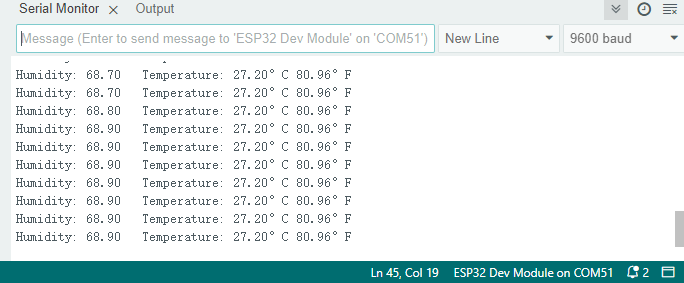 Serial Monitor Output
Message (Enter to send message to 'ESP32 Dev Module' on 'COM51') New Line 9600 baud
Humidity: 68.70 Temperature: 27.20° C 80.96° F
Humidity: 68.70 Temperature: 27.20° C 80.96° F
Humidity: 68.80 Temperature: 27.20° C 80.96° F
Humidity: 68.90 Temperature: 27.20° C 80.96° F
Humidity: 68.90 Temperature: 27.20° C 80.96° F
Humidity: 68.90 Temperature: 27.20° C 80.96° F
Humidity: 68.90 Temperature: 27.20° C 80.96° F
Humidity: 68.90 Temperature: 27.20° C 80.96° F
Humidity: 68.90 Temperature: 27.20° C 80.96° F
Humidity: 68.90 Temperature: 27.20° C 80.96° F
Ln 45, Col 19 ESP32 Dev Module on COM51 2